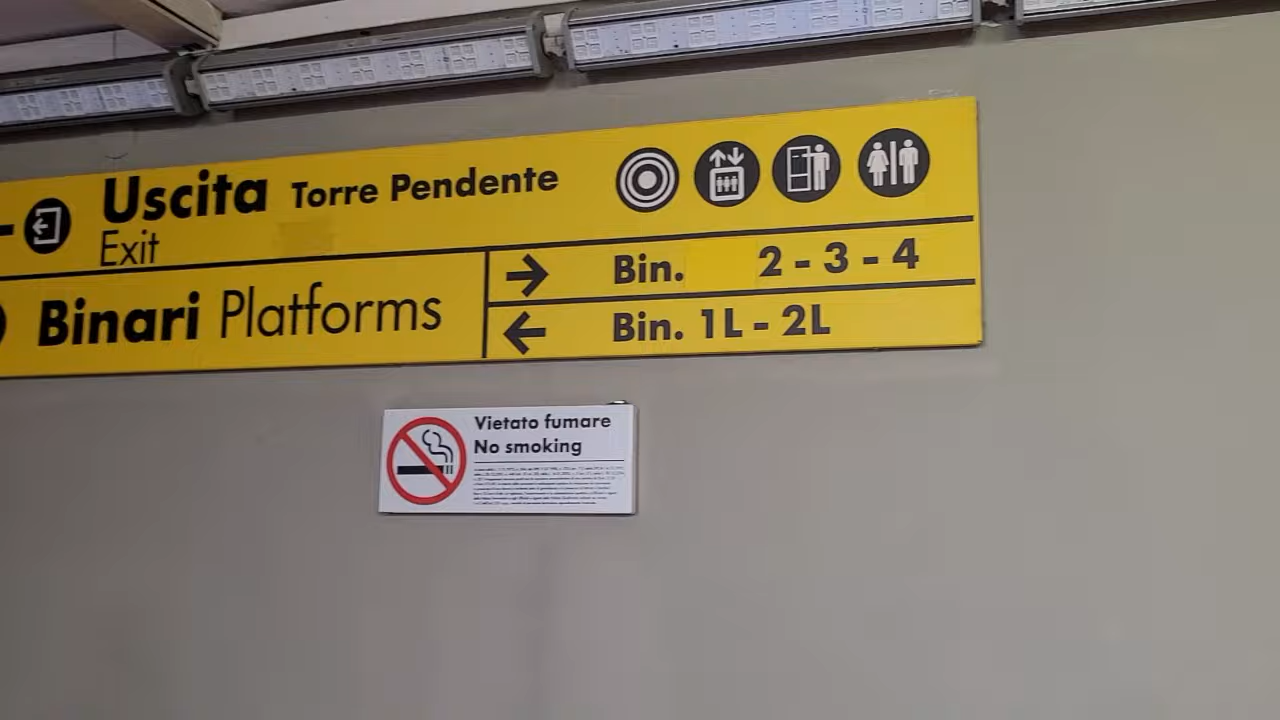 Uscita Torre Pendente
Exit
Binari Platforms
Bin. 2 - 3 - 4
Bin. 1L - 2L
Vietato fumare
No smoking